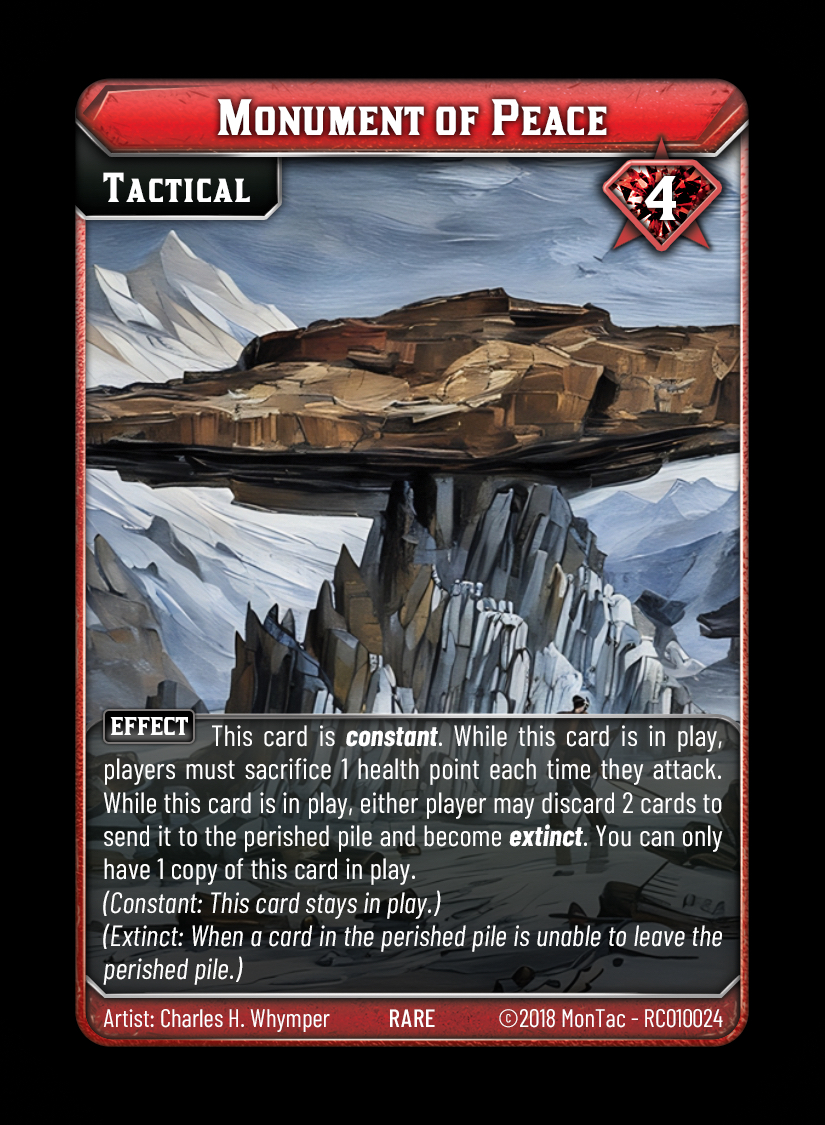 Monument of Peace
Tactical
4
EFFECT This card is constant. While this card is in play,
players must sacrifice 1 health point each time they attack.
While this card is in play, either player may discard 2 cards to
send it to the perished pile and become extinct. You can only
have 1 copy of this card in play.
(Constant: This card stays in play.)
(Extinct: When a card in the perished pile is unable to leave the
perished pile.)
Artist: Charles H. Whymper RARE ©2018 MonTac - RC010024